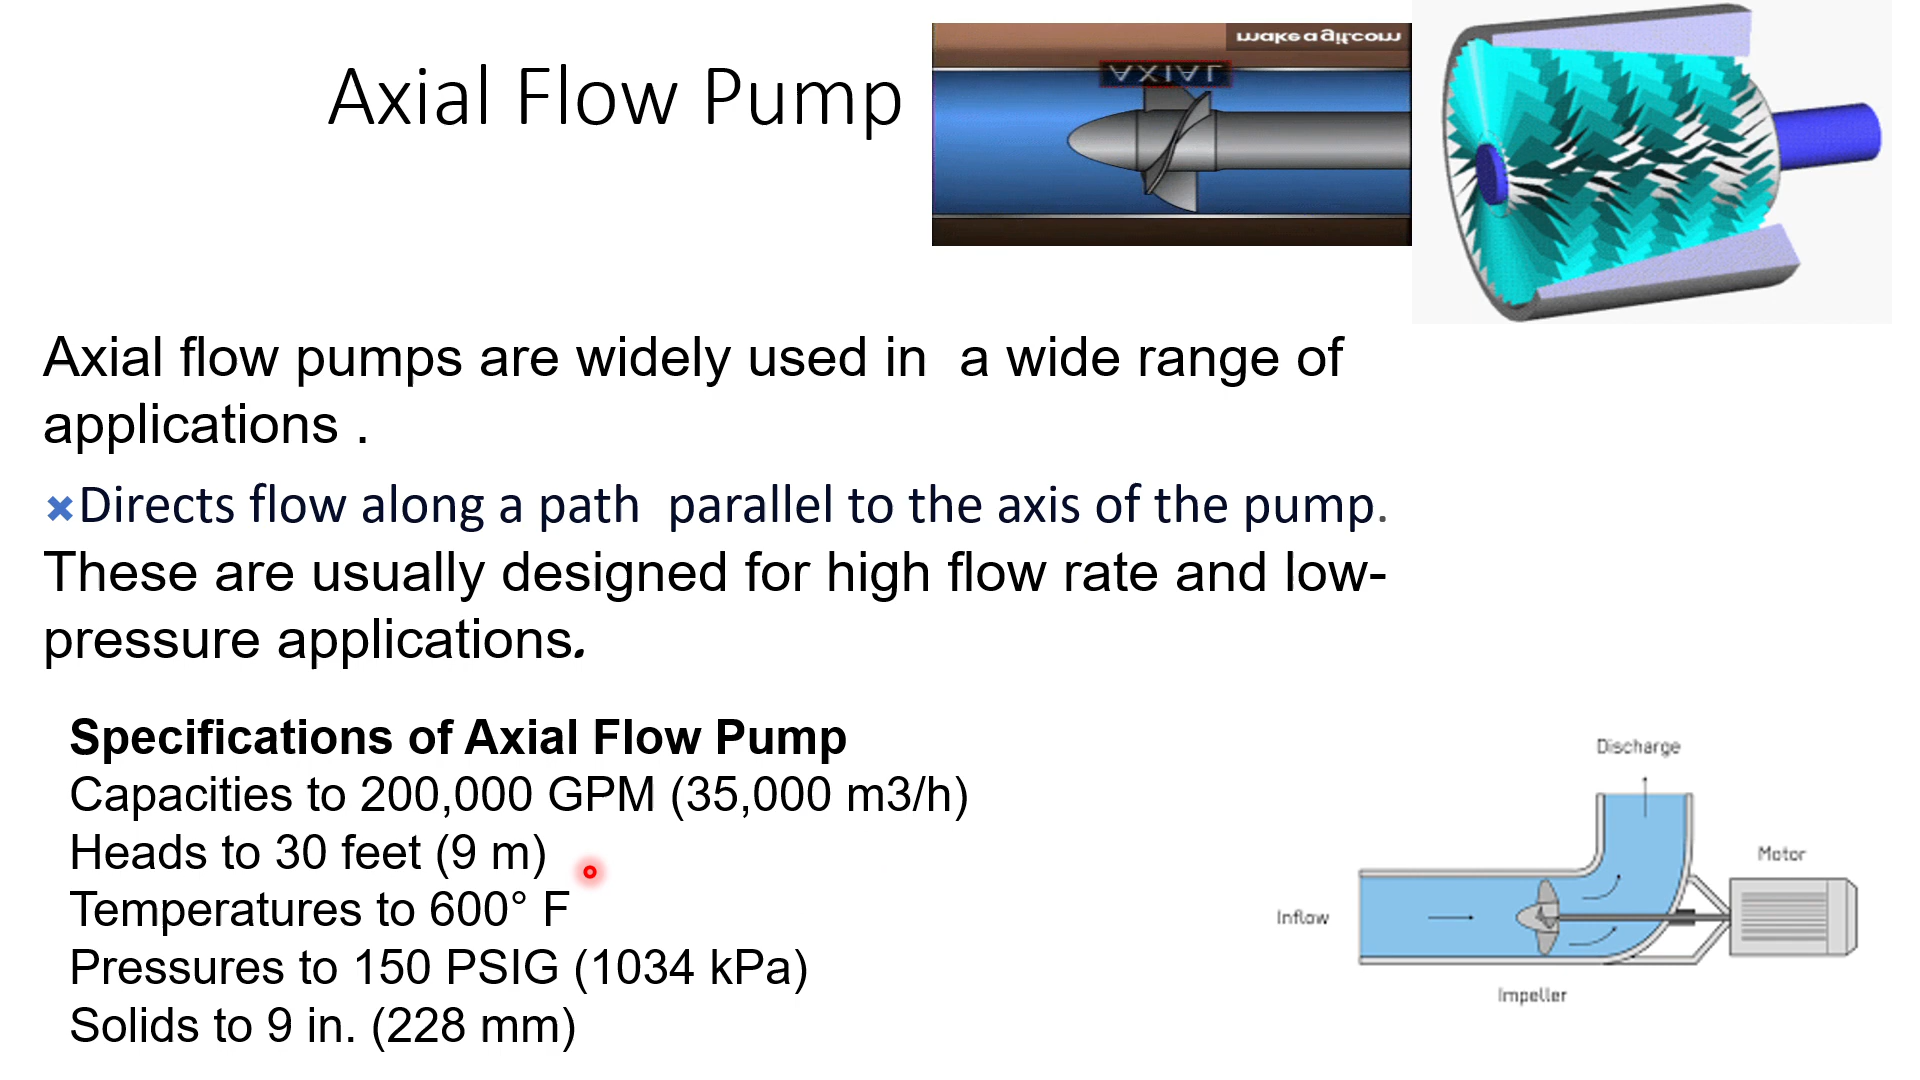 Axial Flow Pump
makeagif.com
AXIAL
Axial flow pumps are widely used in  a wide range of
applications .
Directs flow along a path  parallel to the axis of the pump.
These are usually designed for high flow rate and low-
pressure applications.
Specifications of Axial Flow Pump
Capacities to 200,000 GPM (35,000 m3/h)
Heads to 30 feet (9 m)
Temperatures to 600° F
Pressures to 150 PSIG (1034 kPa)
Solids to 9 in. (228 mm)
Discharge
Motor
Inflow
Impeller